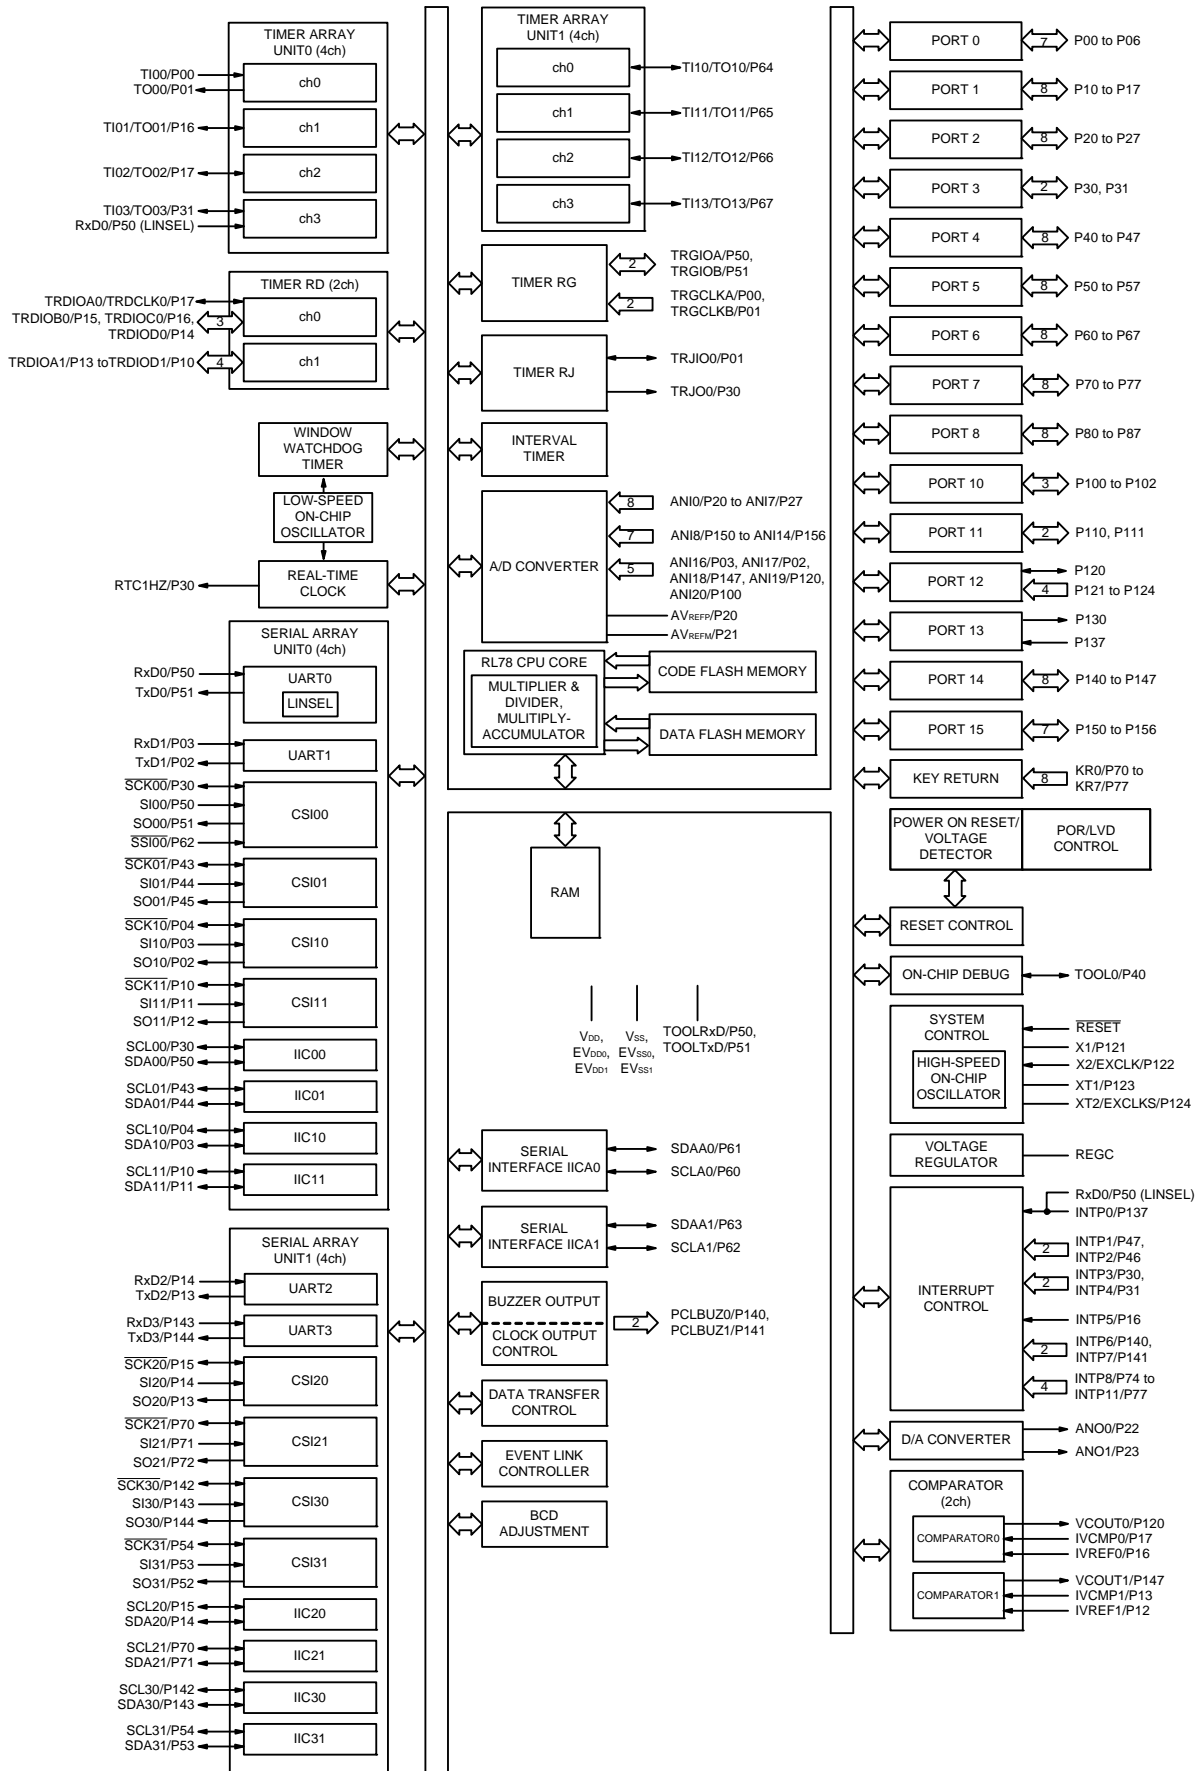 TIMER ARRAY
UNIT0 (4ch)
TI00/P00
TO00/P01
ch0
TI01/TO01/P16
ch1
TI02/TO02/P17
ch2
TI03/TO03/P31
RxD0/P50 (LINSEL)
ch3
TIMER RD (2ch)
TRDIOA0/TRDCLK0/P17
TRDIOB0/P15, TRDIOC0/P16,
TRDIOD0/P14
3
ch0
TRDIOA1/P13 toTRDIOD1/P10
4
ch1
WINDOW
WATCHDOG
TIMER
LOW-SPEED
ON-CHIP
OSCILLATOR
RTC1HZ/P30
REAL-TIME
CLOCK
SERIAL ARRAY
UNIT0 (4ch)
RxD0/P50
TxD0/P51
UART0
LINSEL
RxD1/P03
TxD1/P02
UART1
SCK00/P30
SI00/P50
SO00/P51
SSI00/P62
CSI00
SCK01/P43
SI01/P44
SO01/P45
CSI01
SCK10/P04
SI10/P03
SO10/P02
CSI10
SCK11/P10
SI11/P11
SO11/P12
CSI11
SCL00/P30
SDA00/P50
IIC00
SCL01/P43
SDA01/P44
IIC01
SCL10/P04
SDA10/P03
IIC10
SCL11/P10
SDA11/P11
IIC11
SERIAL ARRAY
UNIT1 (4ch)
RxD2/P14
TxD2/P13
UART2
RxD3/P143
TxD3/P144
UART3
SCK20/P15
SI20/P14
SO20/P13
CSI20
SCK21/P70
SI21/P71
SO21/P72
CSI21
SCK30/P142
SI30/P143
SO30/P144
CSI30
SCK31/P54
SI31/P53
SO31/P52
CSI31
SCL20/P15
SDA20/P14
IIC20
SCL21/P70
SDA21/P71
IIC21
SCL30/P142
SDA30/P143
IIC30
SCL31/P54
SDA31/P53
IIC31
TIMER ARRAY
UNIT1 (4ch)
ch0
TI10/TO10/P64
ch1
TI11/TO11/P65
ch2
TI12/TO12/P66
ch3
TI13/TO13/P67
TIMER RG
2
TRGIOA/P50,
TRGIOB/P51
2
TRGCLKA/P00,
TRGCLKB/P01
TIMER RJ
TRJIO0/P01
TRJO0/P30
INTERVAL
TIMER
A/D CONVERTER
8
ANI0/P20 to ANI7/P27
7
ANI8/P150 to ANI14/P156
5
ANI16/P03, ANI17/P02,
ANI18/P147, ANI19/P120,
ANI20/P100
AVREFP/P20
AVREFM/P21
RL78 CPU CORE
MULTIPLIER &
DIVIDER,
MULITIPLY-
ACCUMULATOR
CODE FLASH MEMORY
DATA FLASH MEMORY
RAM
VDD,
EVDD0,
EVDD1
VSS,
EVSS0,
EVSS1
TOOLRxD/P50,
TOOLTxD/P51
SERIAL
INTERFACE IICA0
SDAA0/P61
SCLA0/P60
SERIAL
INTERFACE IICA1
SDAA1/P63
SCLA1/P62
BUZZER OUTPUT
CLOCK OUTPUT
CONTROL
2
PCLBUZ0/P140,
PCLBUZ1/P141
DATA TRANSFER
CONTROL
EVENT LINK
CONTROLLER
BCD
ADJUSTMENT
PORT 0
7
P00 to P06
PORT 1
8
P10 to P17
PORT 2
8
P20 to P27
PORT 3
2
P30, P31
PORT 4
8
P40 to P47
PORT 5
8
P50 to P57
PORT 6
8
P60 to P67
PORT 7
8
P70 to P77
PORT 8
8
P80 to P87
PORT 10
3
P100 to P102
PORT 11
2
P110, P111
PORT 12
P120
4
P121 to P124
PORT 13
P130
P137
PORT 14
8
P140 to P147
PORT 15
7
P150 to P156
KEY RETURN
8
KR0/P70 to
KR7/P77
POWER ON RESET/
VOLTAGE
DETECTOR
POR/LVD
CONTROL
RESET CONTROL
ON-CHIP DEBUG
TOOL0/P40
SYSTEM
CONTROL
HIGH-SPEED
ON-CHIP
OSCILLATOR
RESET
X1/P121
X2/EXCLK/P122
XT1/P123
XT2/EXCLKS/P124
VOLTAGE
REGULATOR
REGC
INTERRUPT
CONTROL
RxD0/P50 (LINSEL)
INTP0/P137
2
INTP1/P47,
INTP2/P46
2
INTP3/P30,
INTP4/P31
INTP5/P16
2
INTP6/P140,
INTP7/P141
4
INTP8/P74 to
INTP11/P77
D/A CONVERTER
ANO0/P22
ANO1/P23
COMPARATOR
(2ch)
COMPARATOR0
VCOUT0/P120
IVCMP0/P17
IVREF0/P16
COMPARATOR1
VCOUT1/P147
IVCMP1/P13
IVREF1/P12